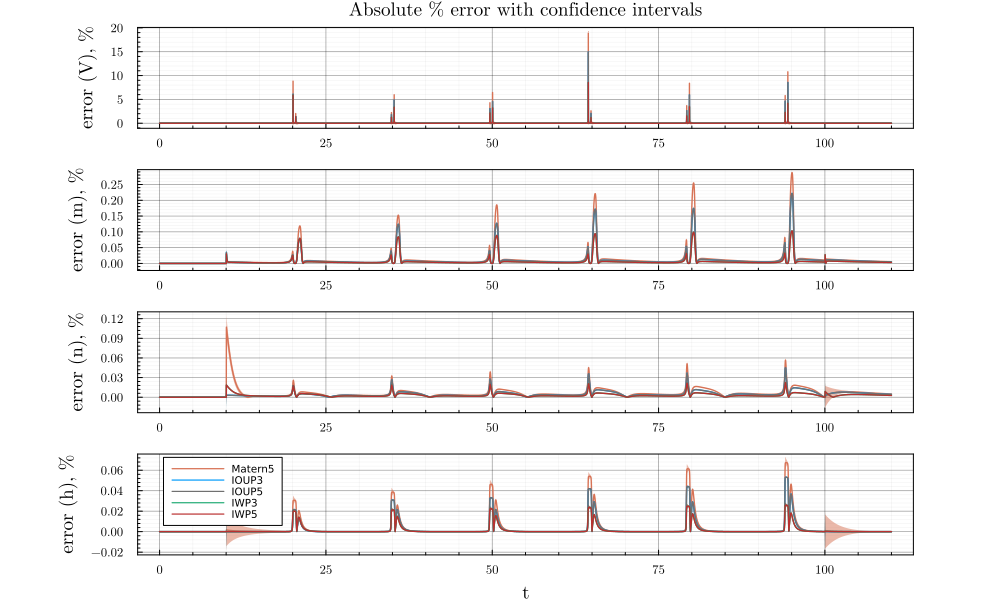 Absolute % error with confidence intervals
error (V), %
20
15
10
5
0
0 25 50 75 100
error (m), %
0.25
0.20
0.15
0.10
0.05
0.00
0 25 50 75 100
error (n), %
0.12
0.09
0.06
0.03
0.00
0 25 50 75 100
error (h), %
0.06
0.04
0.02
0.00
−0.02
Matern5
IOUP3
IOUP5
IWP3
IWP5
0 25 50 75 100
t